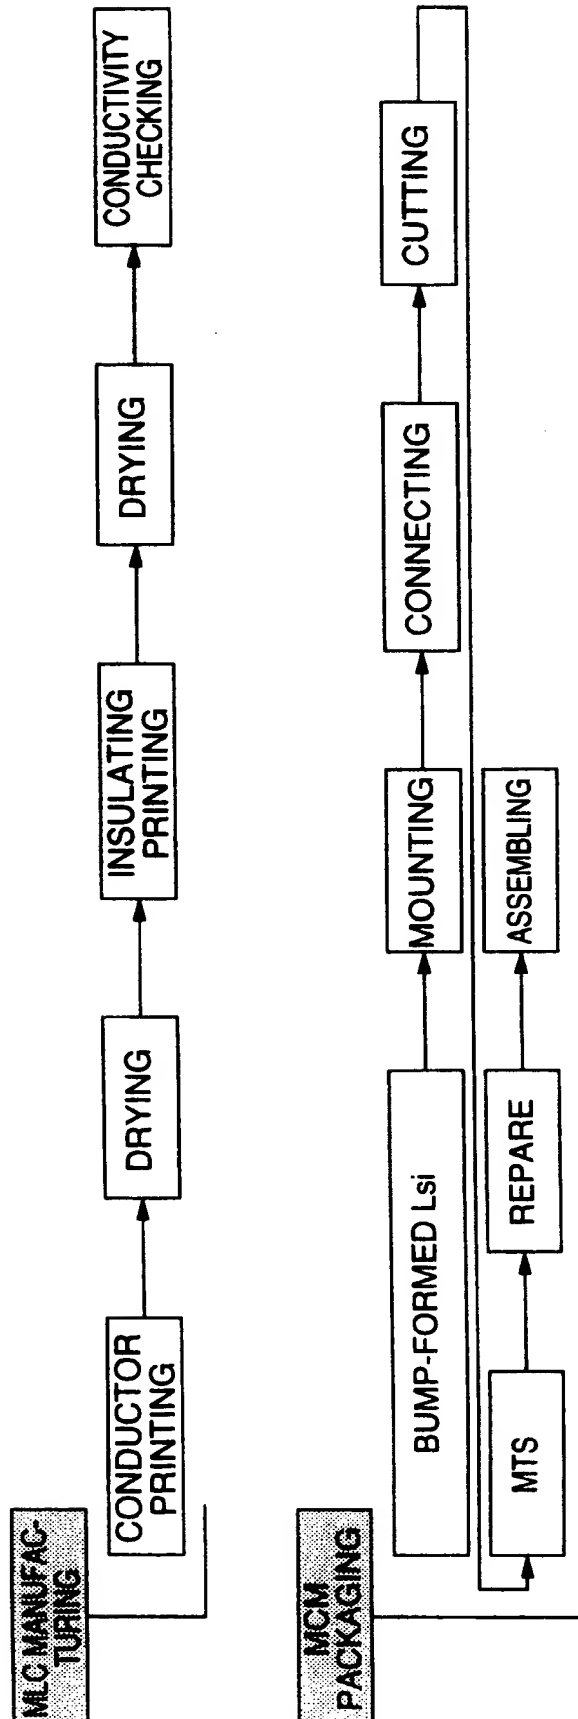 MLC MANUFAC-
TURING
CONDUCTOR
PRINTING
DRYING
INSULATING
PRINTING
DRYING
CONDUCTIVITY
CHECKING
MCM
PACKAGING
BUMP-FORMED Lsi
MOUNTING
CONNECTING
CUTTING
MTS
REPARE
ASSEMBLING